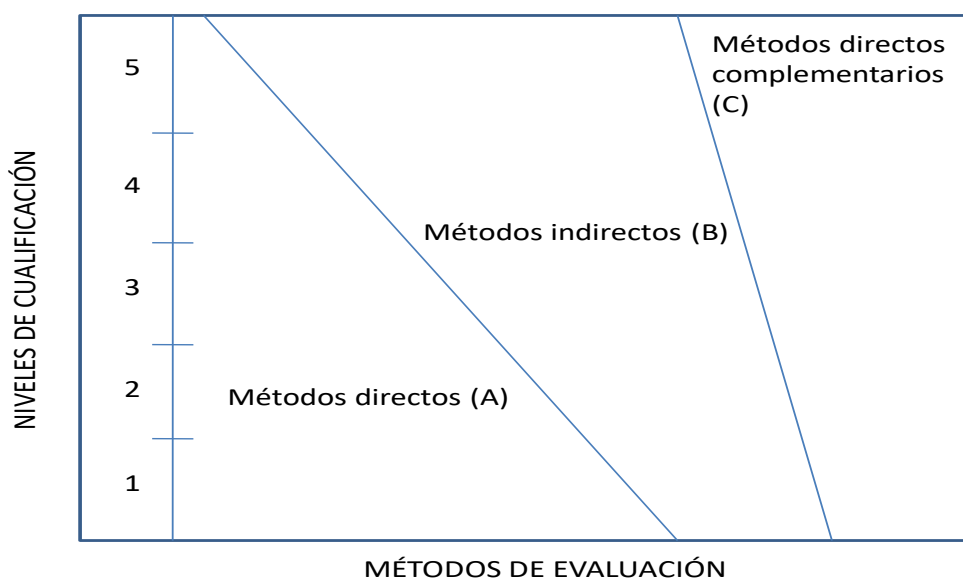 NIVELES DE CUALIFICACIÓN
5
4
3
2
1
Métodos directos (A)
Métodos indirectos (B)
Métodos directos
complementarios
(C)
MÉTODOS DE EVALUACIÓN